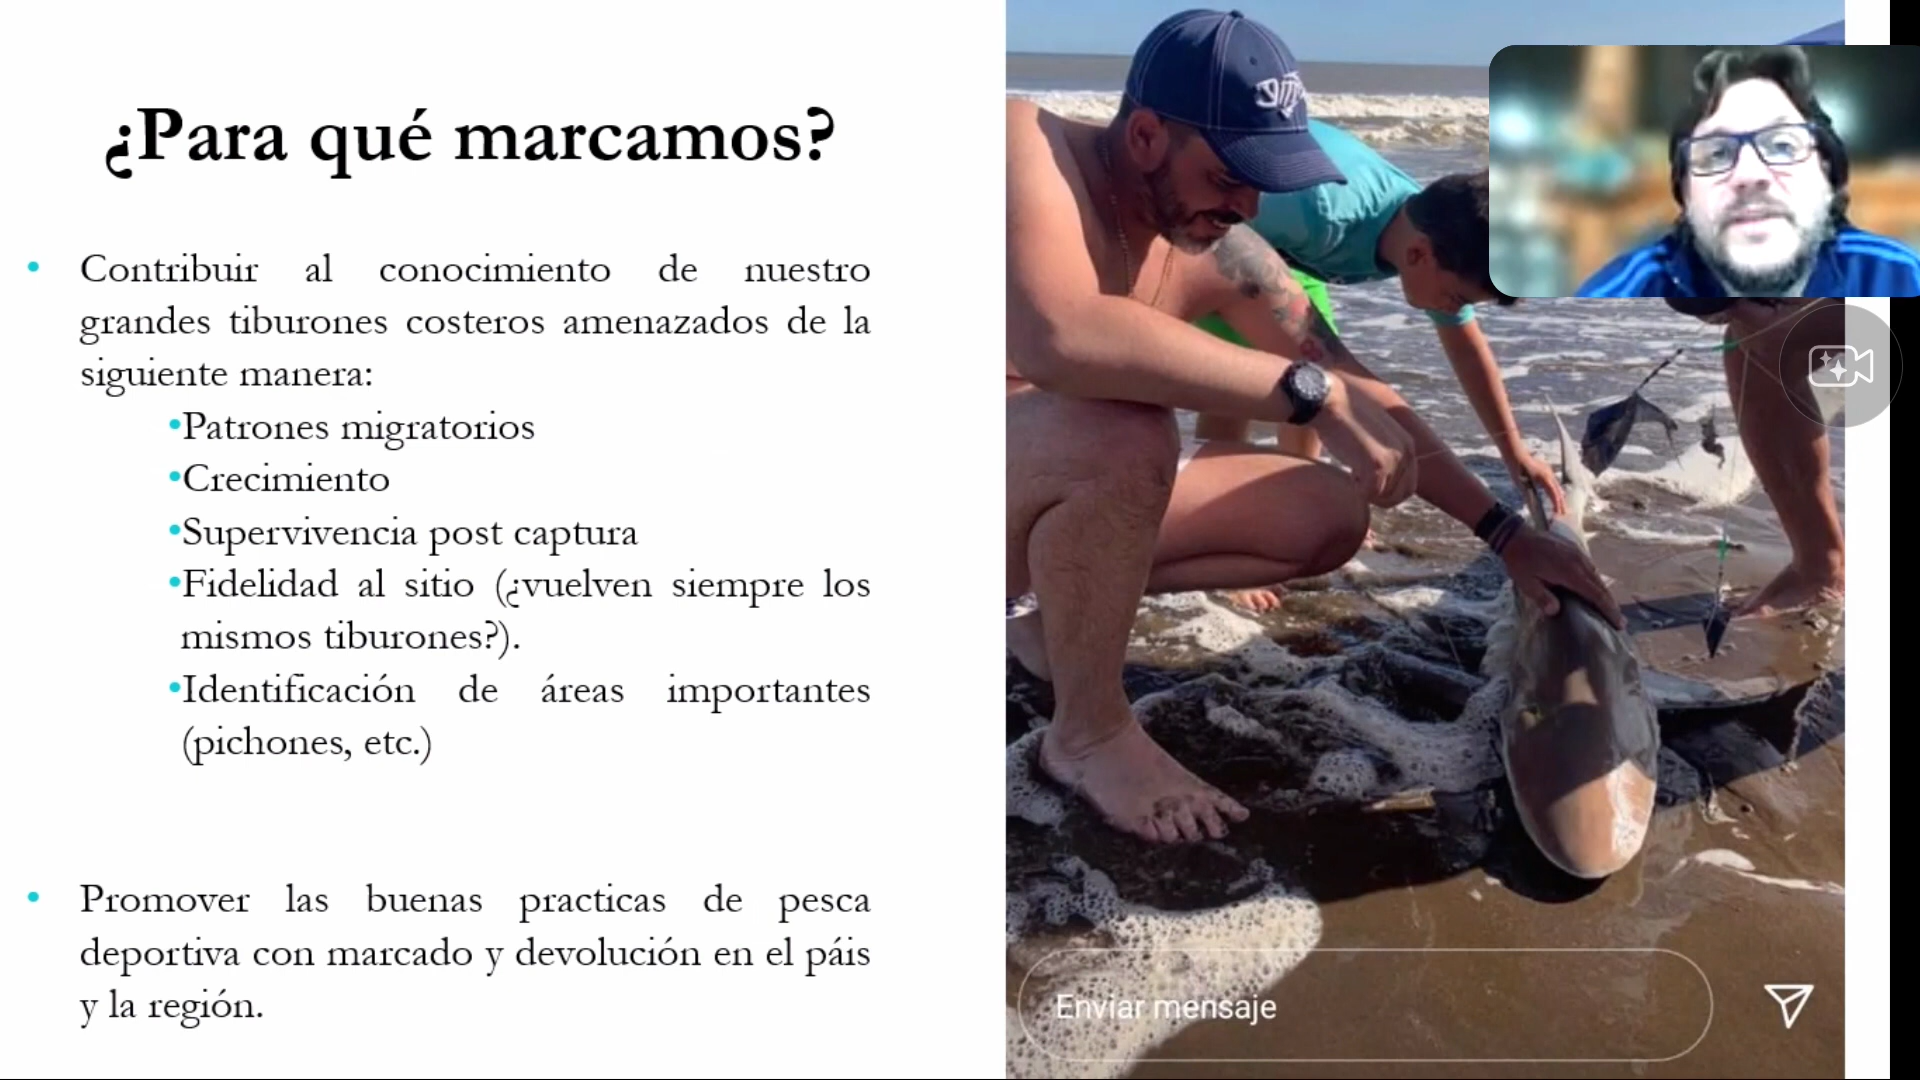 ¿Para qué marcamos?
• Contribuir al conocimiento de nuestro
grandes tiburones costeros amenazados de la
siguiente manera:
•Patrones migratorios
•Crecimiento
•Supervivencia post captura
•Fidelidad al sitio (¿vuelven siempre los
mismos tiburones?).
•Identificación de áreas importantes
(pichones, etc.)
• Promover las buenas practicas de pesca
deportiva con marcado y devolución en el páis
y la región.
Enviar mensaje